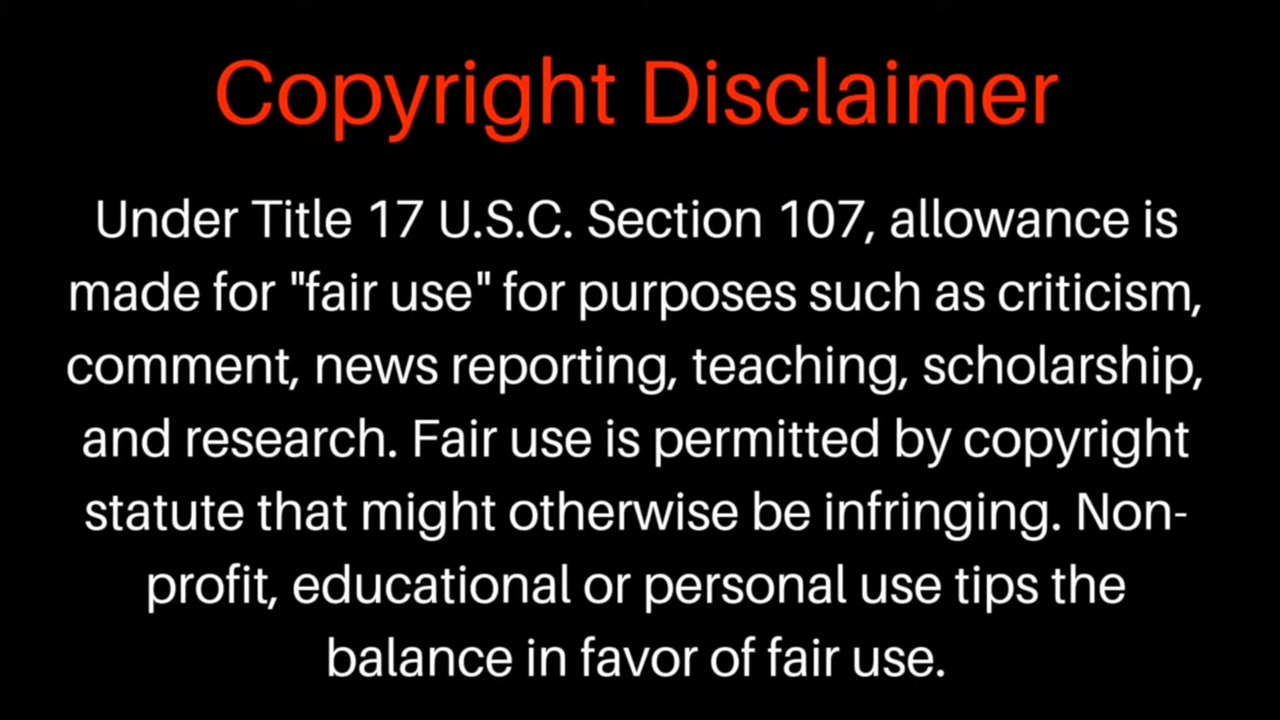 Copyright Disclaimer
Under Title 17 U.S.C. Section 107, allowance is
made for "fair use" for purposes such as criticism,
comment, news reporting, teaching, scholarship,
and research. Fair use is permitted by copyright
statute that might otherwise be infringing. Non-
profit, educational or personal use tips the
balance in favor of fair use.